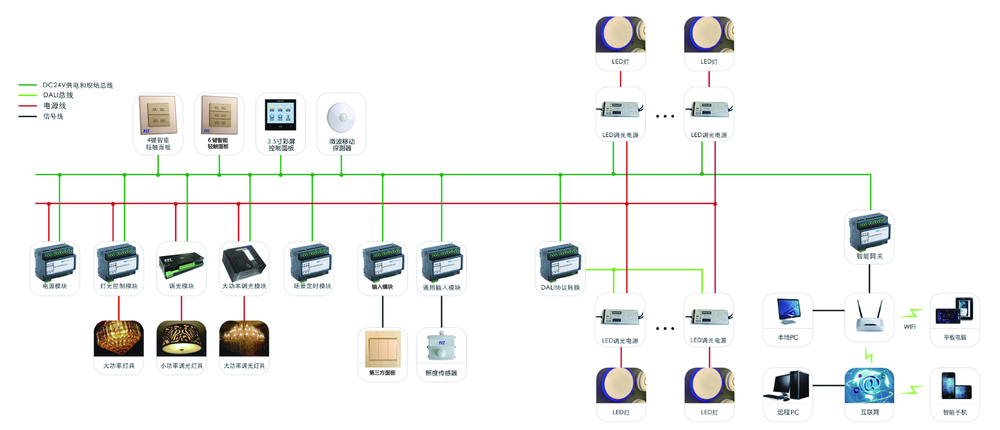 LED灯
LED灯
DC24V供电和现场总线
DALI总线
电源线
信号线
4键智能
轻触面板
6键智能
轻触面板
3.5寸彩屏
控制面板
微波移动
探测器
PHILIPS
LED调光电源
PHILIPS
LED调光电源
电源模块
灯光控制模块
调光模块
大功率调光模块
场景定时模块
输入模块
通用输入模块
DALI协议转换
智能网关
大功率灯具
小功率调光灯具
大功率调光灯具
第三方面板
照度传感器
PHILIPS
LED调光电源
PHILIPS
LED调光电源
LED灯
LED灯
本地PC
WIFI
平板电脑
远程PC
@
互联网
智能手机